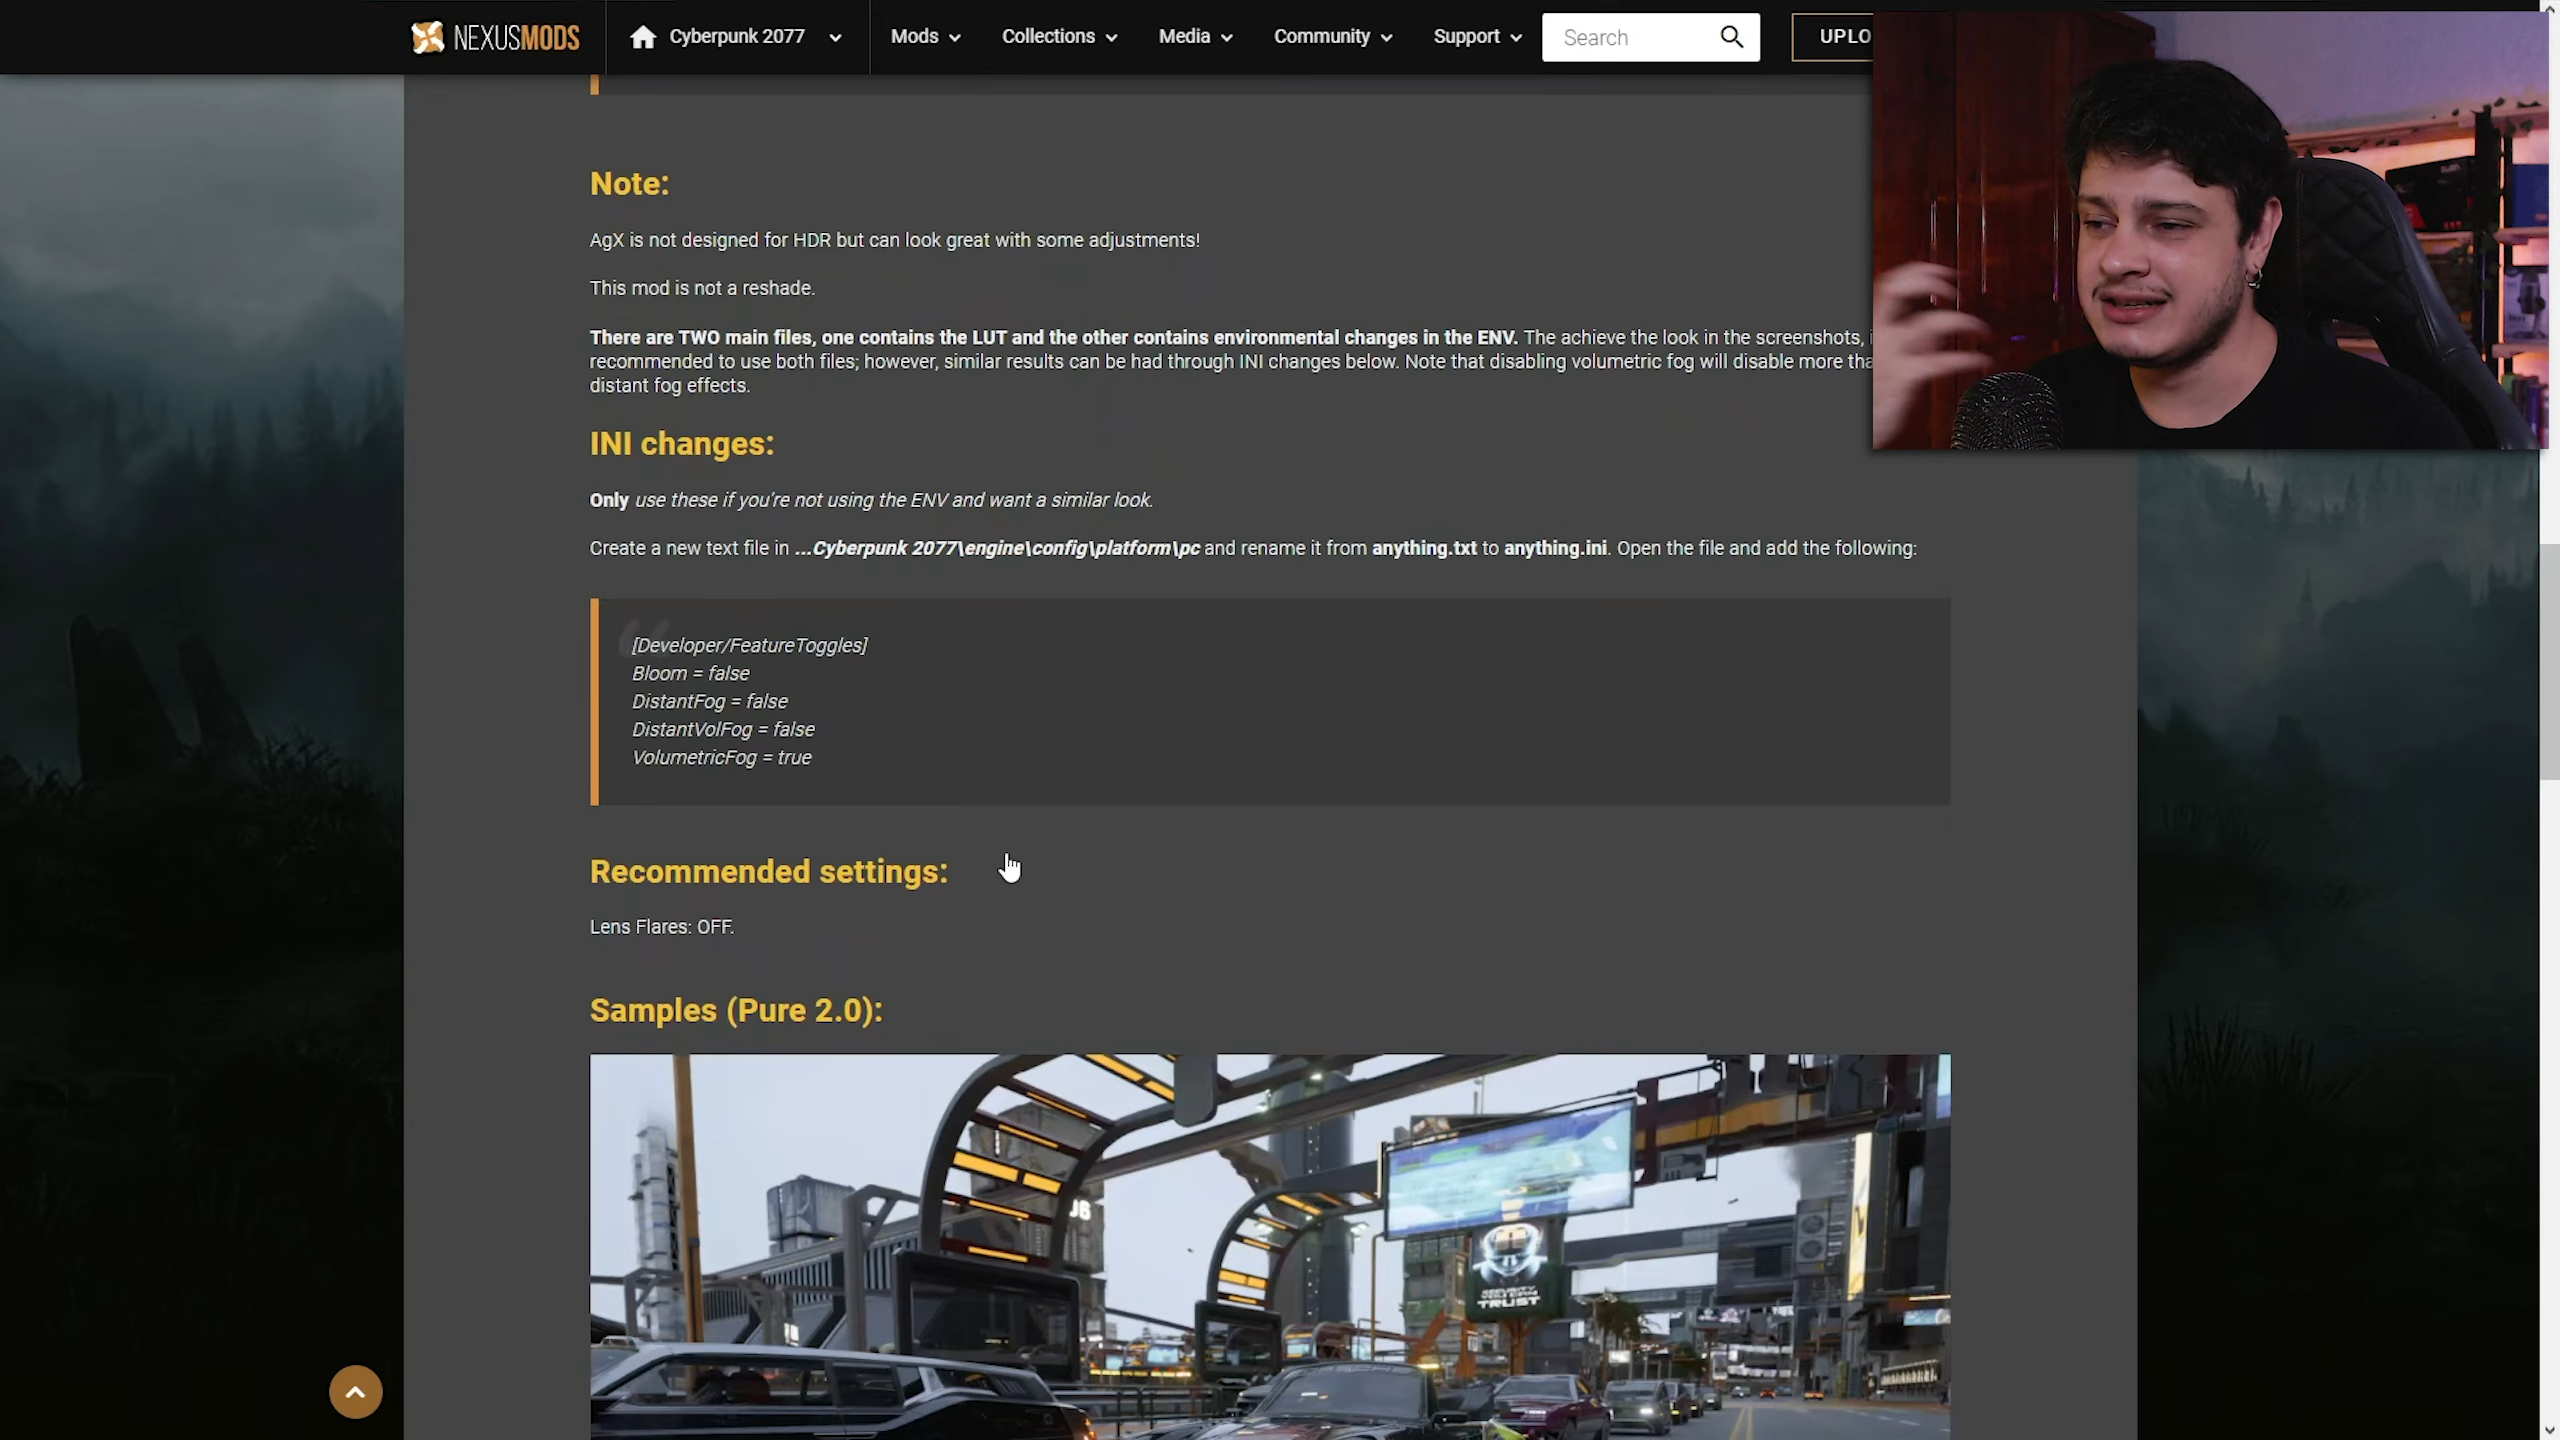 NEXUSMODS Cyberpunk 2077 Mods Collections Media Community Support Search UPLO
Note:
AgX is not designed for HDR but can look great with some adjustments!
This mod is not a reshade.
There are TWO main files, one contains the LUT and the other contains environmental changes in the ENV. The achieve the look in the screenshots,
recommended to use both files; however, similar results can be had through INI changes below. Note that disabling volumetric fog will disable more tha
distant fog effects.
INI changes:
Only use these if you're not using the ENV and want a similar look.
Create a new text file in ...Cyberpunk 2077\engine\config\platform\pc and rename it from anything.txt to anything.ini. Open the file and add the following:
[Developer/FeatureToggles]
Bloom = false
DistantFog = false
DistantVolFog = false
VolumetricFog = true
Recommended settings:
Lens Flares: OFF.
Samples (Pure 2.0):
TRUST